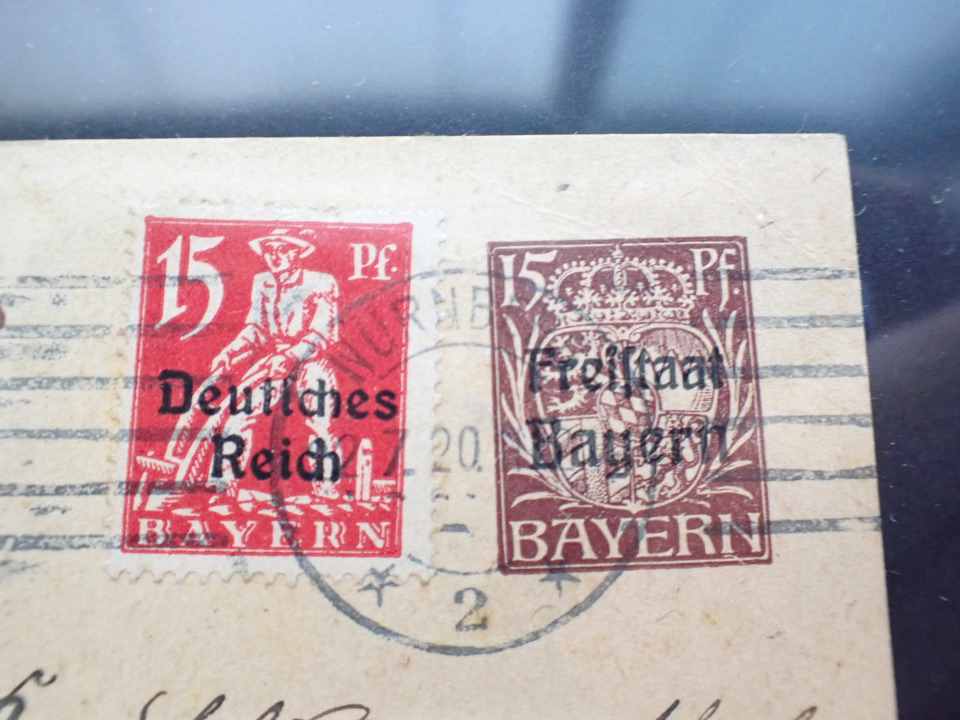 15 Pf.
Deutsches
Reich
BAYERN
15 Pf.
Freistaat
Bayern
BAYERN
NÜRNB
2.7.20.
2